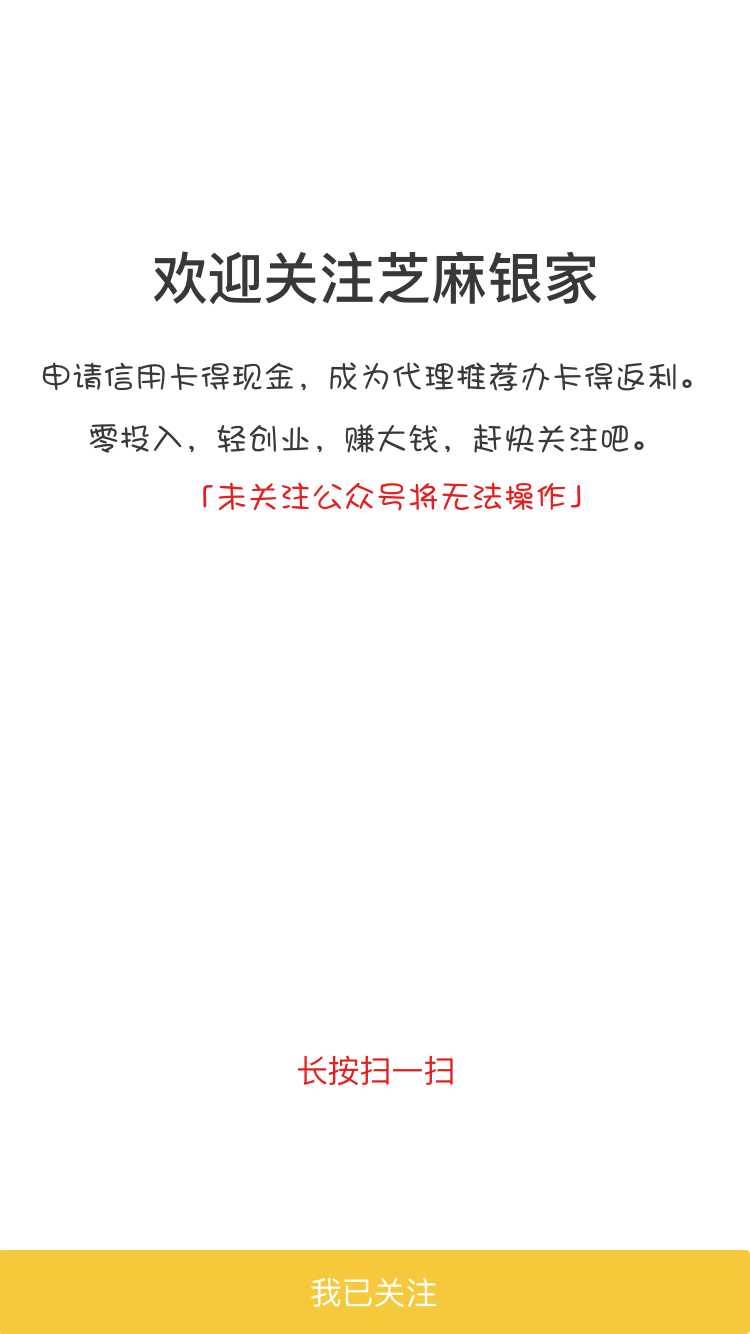 欢迎关注芝麻银家
申请信用卡得现金，成为代理推荐办卡得返利。
零投入，轻创业，赚大钱，赶快关注吧。
「未关注公众号将无法操作」
长按扫一扫
我已关注